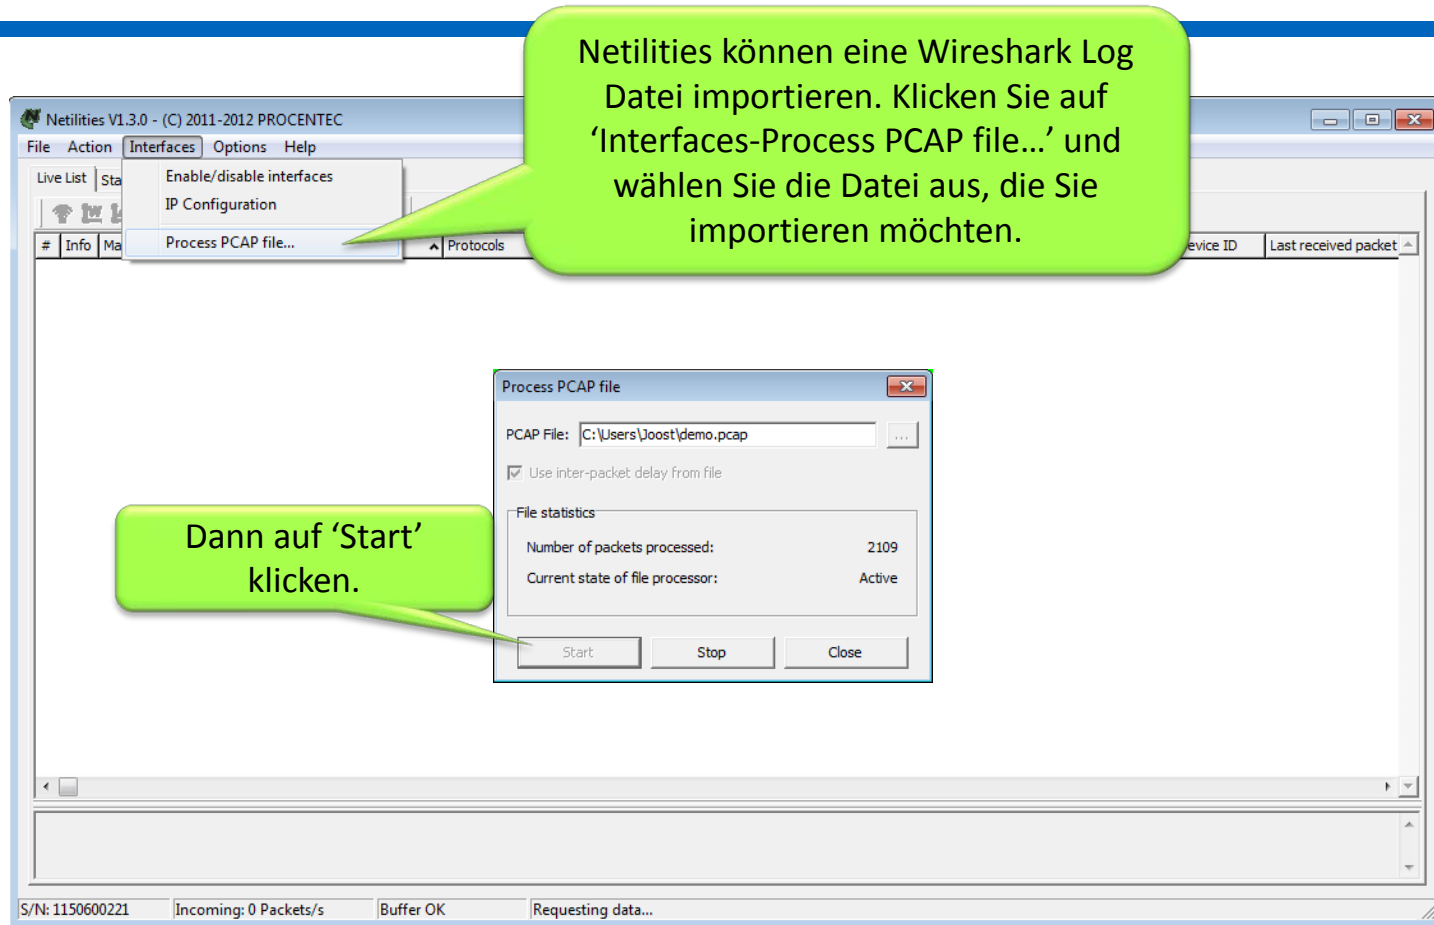 Netilities können eine Wireshark Log
Datei importieren. Klicken Sie auf
‘Interfaces-Process PCAP file…’ und
wählen Sie die Datei aus, die Sie
importieren möchten.
Netilities V1.3.0 - (C) 2011-2012 PROCENTEC
File Action Interfaces Options Help
Live List Sta
Enable/disable interfaces
IP Configuration
Process PCAP file...
# Info Ma Protocols evice ID Last received packet
Process PCAP file
PCAP File: C:\Users\Joost\demo.pcap ...
Use inter-packet delay from file
File statistics
Number of packets processed: 2109
Current state of file processor: Active
Start Stop Close
Dann auf ‘Start’
klicken.
S/N: 1150600221 Incoming: 0 Packets/s Buffer OK Requesting data...